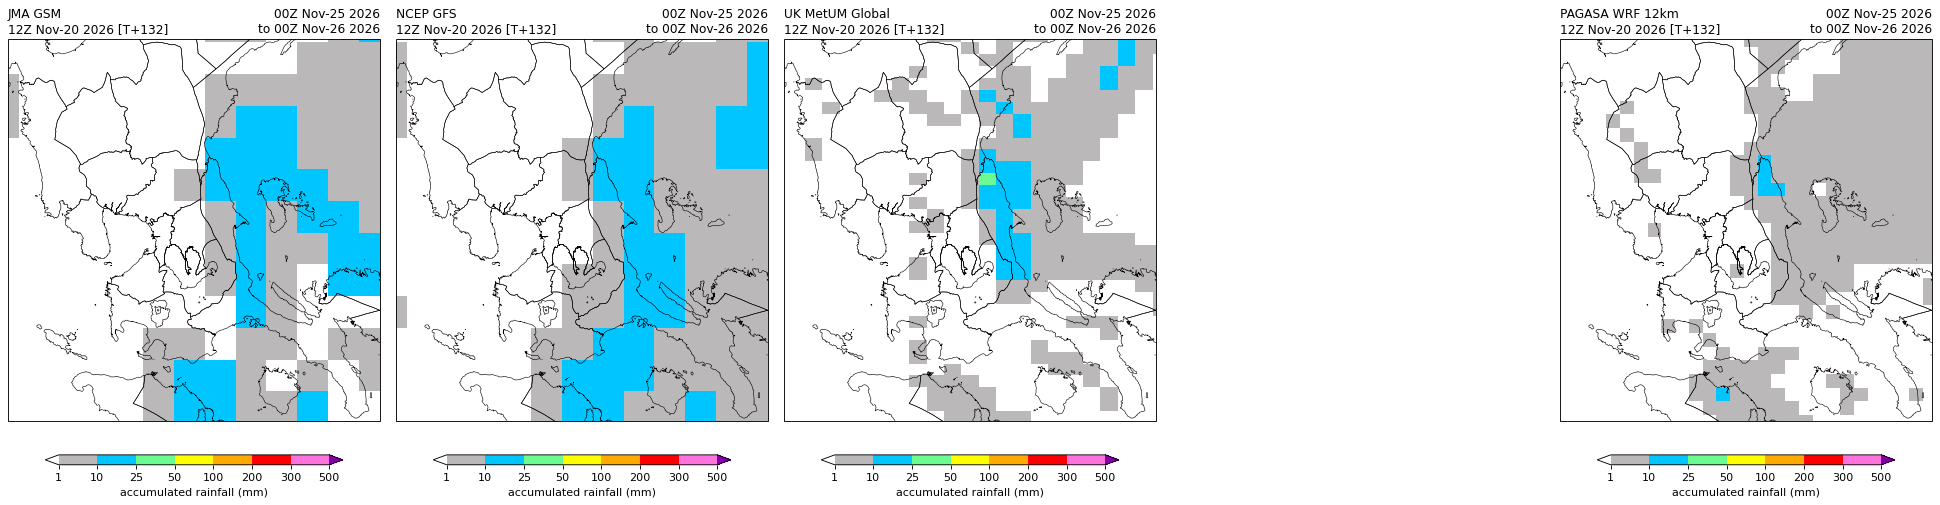 JMA GSM 00Z Nov-25 2026
12Z Nov-20 2026 [T+132] to 00Z Nov-26 2026
1 10 25 50 100 200 300 500
accumulated rainfall (mm)
NCEP GFS 00Z Nov-25 2026
12Z Nov-20 2026 [T+132] to 00Z Nov-26 2026
1 10 25 50 100 200 300 500
accumulated rainfall (mm)
UK MetUM Global 00Z Nov-25 2026
12Z Nov-20 2026 [T+132] to 00Z Nov-26 2026
1 10 25 50 100 200 300 500
accumulated rainfall (mm)
PAGASA WRF 12km 00Z Nov-25 2026
12Z Nov-20 2026 [T+132] to 00Z Nov-26 2026
1 10 25 50 100 200 300 500
accumulated rainfall (mm)